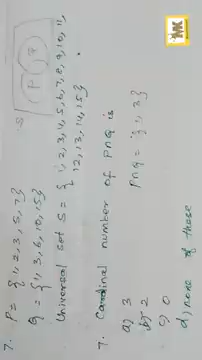 7. P = {1, 2, 3, 5, 7}
Q = {1, 3, 6, 10, 15}
S
P Q
Universal set S = { 1, 2, 3, 4, 5, 6, 7, 8, 9, 10, 11,
12, 13, 14, 15}
7. Cardinal number of P∩Q is
a) 3
P∩Q = {1, 3}
b) 2
c) 0
d) none of these
MK